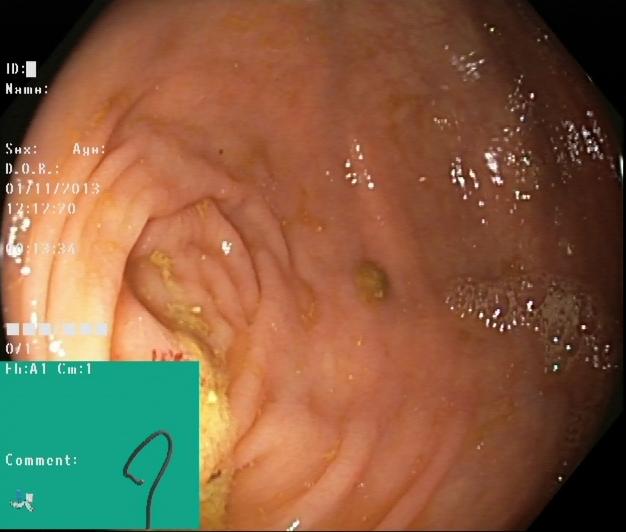 ID:
Name:
Sex: Age:
D.O.B.:
01/11/2013
12:12:20
00:13:34
0/1
Eh:A1 Cm:1
Comment: